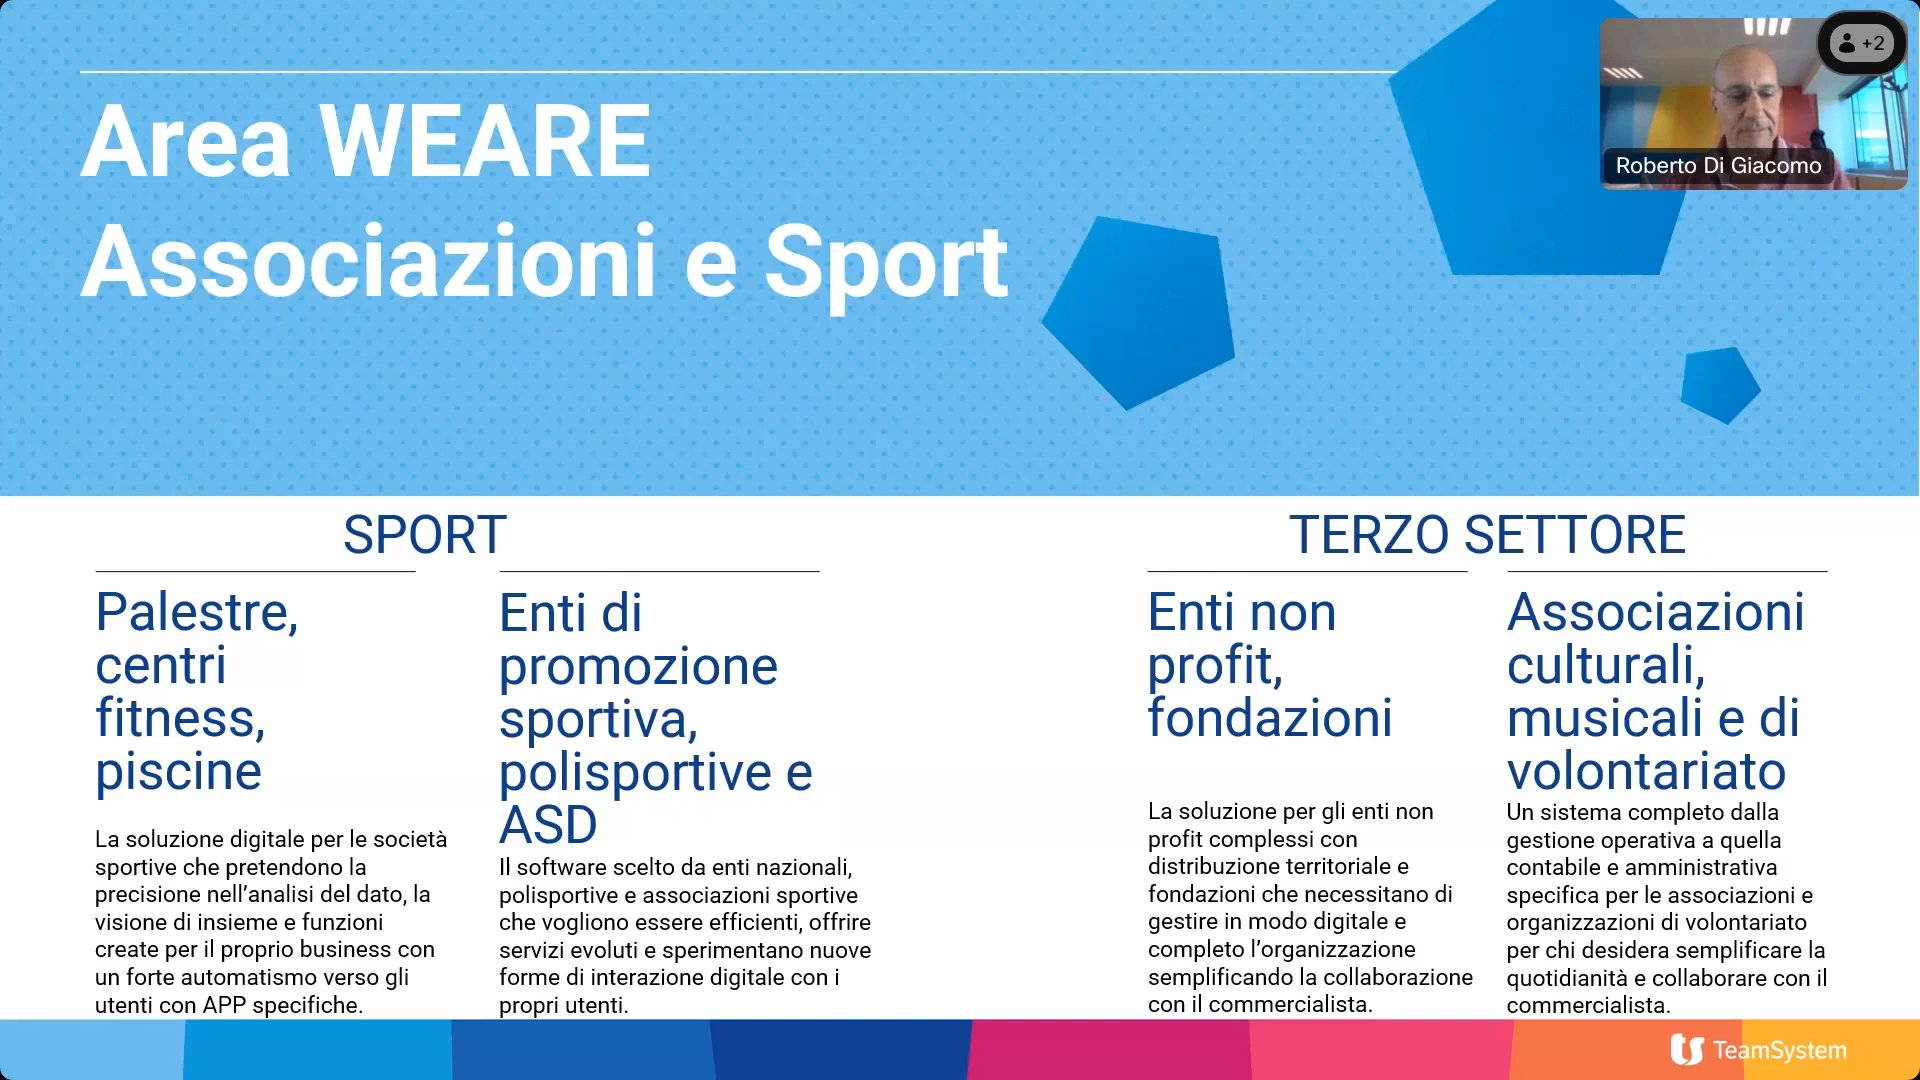 +2
Roberto Di Giacomo
Area WEARE
Associazioni e Sport
SPORT
Palestre,
centri
fitness,
piscine
La soluzione digitale per le società
sportive che pretendono la
precisione nell’analisi del dato, la
visione di insieme e funzioni
create per il proprio business con
un forte automatismo verso gli
utenti con APP specifiche.
Enti di
promozione
sportiva,
polisportive e
ASD
Il software scelto da enti nazionali,
polisportive e associazioni sportive
che vogliono essere efficienti, offrire
servizi evoluti e sperimentano nuove
forme di interazione digitale con i
propri utenti.
TERZO SETTORE
Enti non
profit,
fondazioni
La soluzione per gli enti non
profit complessi con
distribuzione territoriale e
fondazioni che necessitano di
gestire in modo digitale e
completo l’organizzazione
semplificando la collaborazione
con il commercialista.
Associazioni
culturali,
musicali e di
volontariato
Un sistema completo dalla
gestione operativa a quella
contabile e amministrativa
specifica per le associazioni e
organizzazioni di volontariato
per chi desidera semplificare la
quotidianità e collaborare con il
commercialista.
TeamSystem